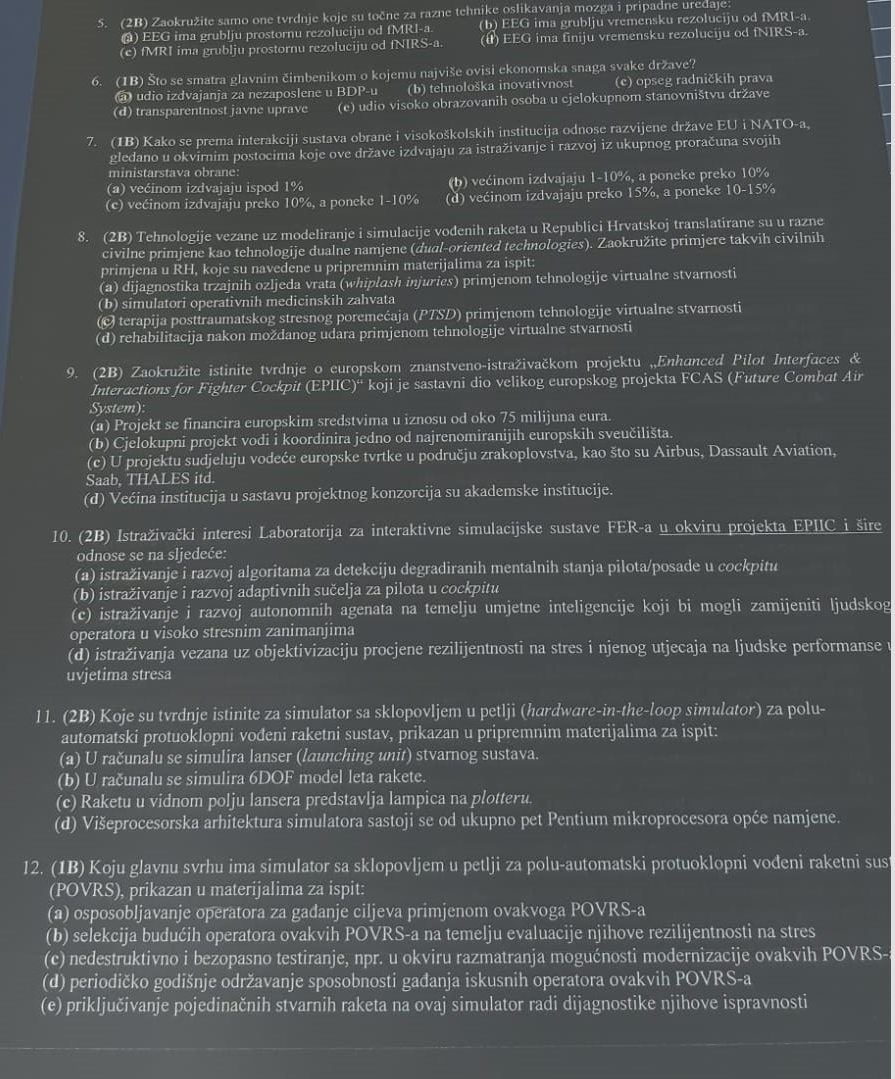 5. (2B) Zaokružite samo one tvrdnje koje su točne za razne tehnike oslikavanja mozga i pripadne uređaje:
(a) EEG ima grublju prostornu rezoluciju od fMRI-a. (b) EEG ima grublju vremensku rezoluciju od fMRI-a.
(c) fMRI ima grublju prostornu rezoluciju od fNIRS-a. (d) EEG ima finiju vremensku rezoluciju od fNIRS-a.
6. (1B) Što se smatra glavnim čimbenikom o kojemu najviše ovisi ekonomska snaga svake države?
(a) udio izdvajanja za nezaposlene u BDP-u (b) tehnološka inovativnost (c) opseg radničkih prava
(d) transparentnost javne uprave (e) udio visoko obrazovanih osoba u cjelokupnom stanovništvu države
7. (1B) Kako se prema interakciji sustava obrane i visokoškolskih institucija odnose razvijene države EU i NATO-a,
gledano u okvirnim postocima koje ove države izdvajaju za istraživanje i razvoj iz ukupnog proračuna svojih
ministarstava obrane:
(a) većinom izdvajaju ispod 1% (b) većinom izdvajaju 1-10%, a poneke preko 10%
(c) većinom izdvajaju preko 10%, a poneke 1-10% (d) većinom izdvajaju preko 15%, a poneke 10-15%
8. (2B) Tehnologije vezane uz modeliranje i simulacije vođenih raketa u Republici Hrvatskoj translatirane su u razne
civilne primjene kao tehnologije dualne namjene (dual-oriented technologies). Zaokružite primjere takvih civilnih
primjena u RH, koje su navedene u pripremnim materijalima za ispit:
(a) dijagnostika trzajnih ozljeda vrata (whiplash injuries) primjenom tehnologije virtualne stvarnosti
(b) simulatori operativnih medicinskih zahvata
(c) terapija posttraumatskog stresnog poremećaja (PTSD) primjenom tehnologije virtualne stvarnosti
(d) rehabilitacija nakon moždanog udara primjenom tehnologije virtualne stvarnosti
9. (2B) Zaokružite istinite tvrdnje o europskom znanstveno-istraživačkom projektu „Enhanced Pilot Interfaces &
Interactions for Fighter Cockpit (EPIIC)“ koji je sastavni dio velikog europskog projekta FCAS (Future Combat Air
System):
(a) Projekt se financira europskim sredstvima u iznosu od oko 75 milijuna eura.
(b) Cjelokupni projekt vodi i koordinira jedno od najrenomiranijih europskih sveučilišta.
(c) U projektu sudjeluju vodeće europske tvrtke u području zrakoplovstva, kao što su Airbus, Dassault Aviation,
Saab, THALES itd.
(d) Većina institucija u sastavu projektnog konzorcija su akademske institucije.
10. (2B) Istraživački interesi Laboratorija za interaktivne simulacijske sustave FER-a u okviru projekta EPIIC i šire
odnose se na sljedeće:
(a) istraživanje i razvoj algoritama za detekciju degradiranih mentalnih stanja pilota/posade u cockpitu
(b) istraživanje i razvoj adaptivnih sučelja za pilota u cockpitu
(c) istraživanje i razvoj autonomnih agenata na temelju umjetne inteligencije koji bi mogli zamijeniti ljudskog
operatora u visoko stresnim zanimanjima
(d) istraživanja vezana uz objektivizaciju procjene rezilijentnosti na stres i njenog utjecaja na ljudske performanse u
uvjetima stresa
11. (2B) Koje su tvrdnje istinite za simulator sa sklopovljem u petlji (hardware-in-the-loop simulator) za polu-
automatski protuoklopni vođeni raketni sustav, prikazan u pripremnim materijalima za ispit:
(a) U računalu se simulira lanser (launching unit) stvarnog sustava.
(b) U računalu se simulira 6DOF model leta rakete.
(c) Raketu u vidnom polju lansera predstavlja lampica na plotteru.
(d) Višeprocesorska arhitektura simulatora sastoji se od ukupno pet Pentium mikroprocesora opće namjene.
12. (1B) Koju glavnu svrhu ima simulator sa sklopovljem u petlji za polu-automatski protuoklopni vođeni raketni sust
(POVRS), prikazan u materijalima za ispit:
(a) osposobljavanje operatora za gađanje ciljeva primjenom ovakvoga POVRS-a
(b) selekcija budućih operatora ovakvih POVRS-a na temelju evaluacije njihove rezilijentnosti na stres
(c) nedestruktivno i bezopasno testiranje, npr. u okviru razmatranja mogućnosti modernizacije ovakvih POVRS-a
(d) periodičko godišnje održavanje sposobnosti gađanja iskusnih operatora ovakvih POVRS-a
(e) priključivanje pojedinačnih stvarnih raketa na ovaj simulator radi dijagnostike njihove ispravnosti